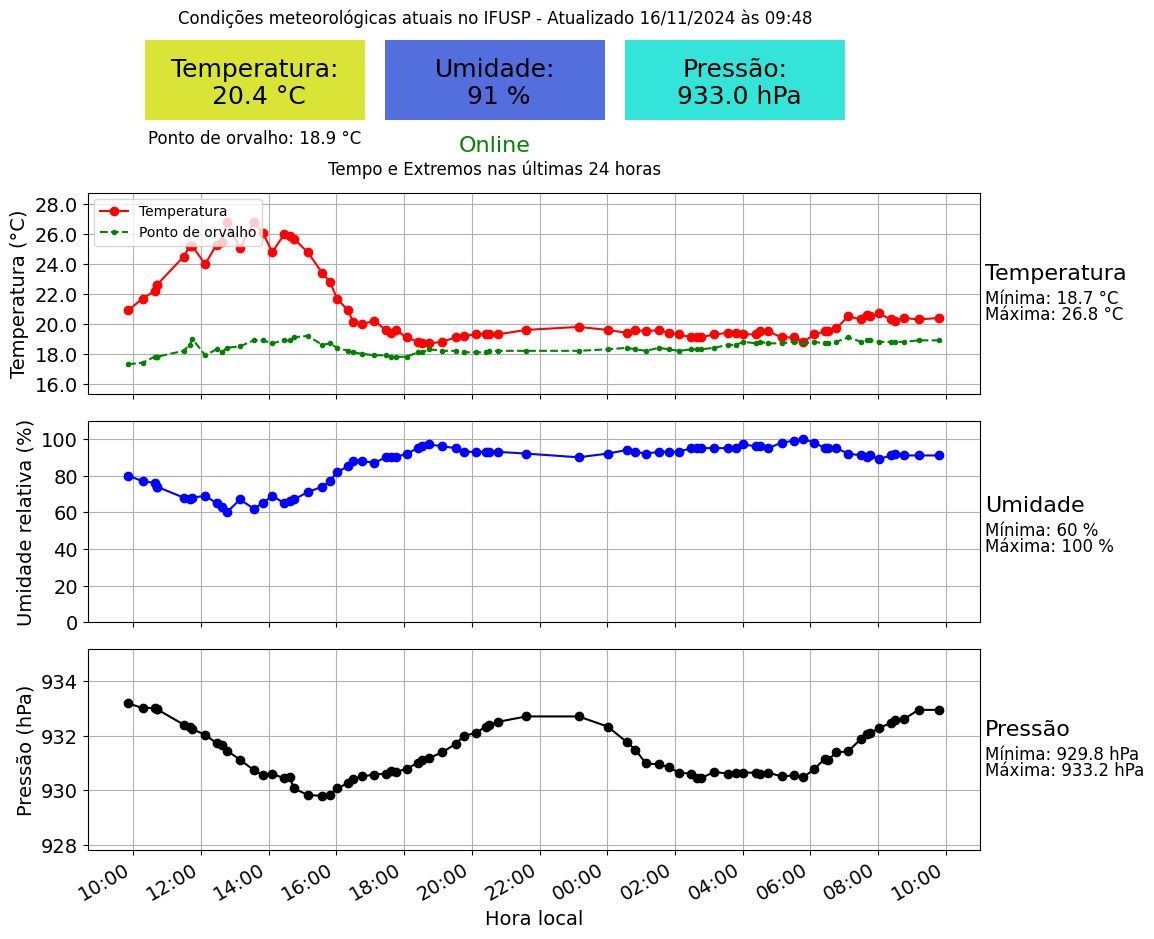 Condições meteorológicas atuais no IFUSP - Atualizado 16/11/2024 às 09:48
Temperatura:
20.4 °C
Umidade:
91 %
Pressão:
933.0 hPa
Ponto de orvalho: 18.9 °C
Online
Tempo e Extremos nas últimas 24 horas
Temperatura (°C)
28.0
26.0
24.0
22.0
20.0
18.0
16.0
Temperatura
Ponto de orvalho
Temperatura
Mínima: 18.7 °C
Máxima: 26.8 °C
Umidade relativa (%)
100
80
60
40
20
0
Umidade
Mínima: 60 %
Máxima: 100 %
Pressão (hPa)
934
932
930
928
Pressão
Mínima: 929.8 hPa
Máxima: 933.2 hPa
10:00 12:00 14:00 16:00 18:00 20:00 22:00 00:00 02:00 04:00 06:00 08:00 10:00
Hora local